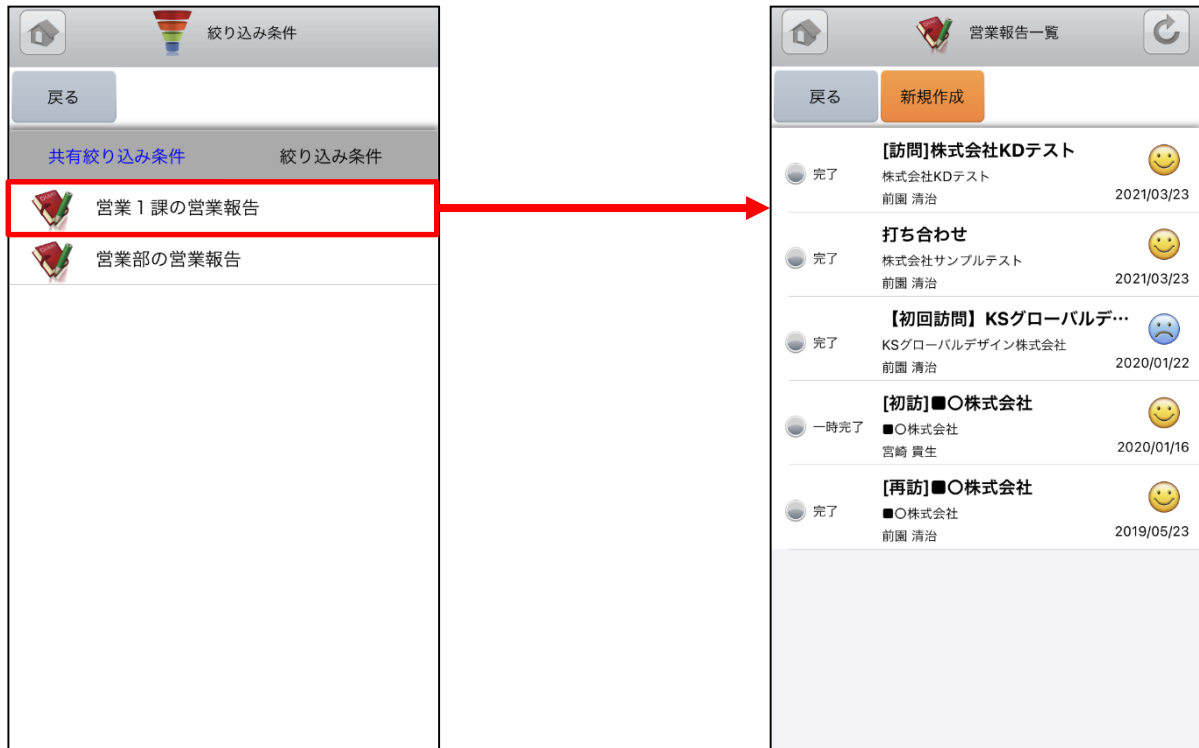 絞り込み条件
戻る
共有絞り込み条件 絞り込み条件
営業1課の営業報告
営業部の営業報告
営業報告一覧
戻る 新規作成
[訪問]株式会社KDテスト
完了
株式会社KDテスト
前園 清治
2021/03/23
打ち合わせ
完了
株式会社サンプルテスト
前園 清治
2021/03/23
【初回訪問】KSグローバルデ…
完了
KSグローバルデザイン株式会社
前園 清治
2020/01/22
[初訪]■〇株式会社
一時完了
■〇株式会社
宮崎 貴生
2020/01/16
[再訪]■〇株式会社
完了
■〇株式会社
前園 清治
2019/05/23